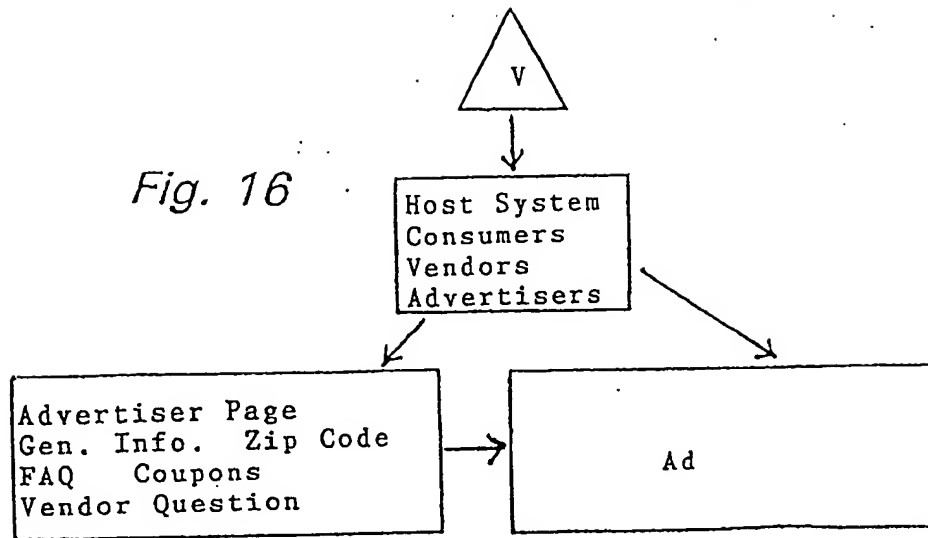 V
Fig. 16
Host System
Consumers
Vendors
Advertisers
Advertiser Page
Gen. Info. Zip Code
FAQ Coupons
Vendor Question
Ad